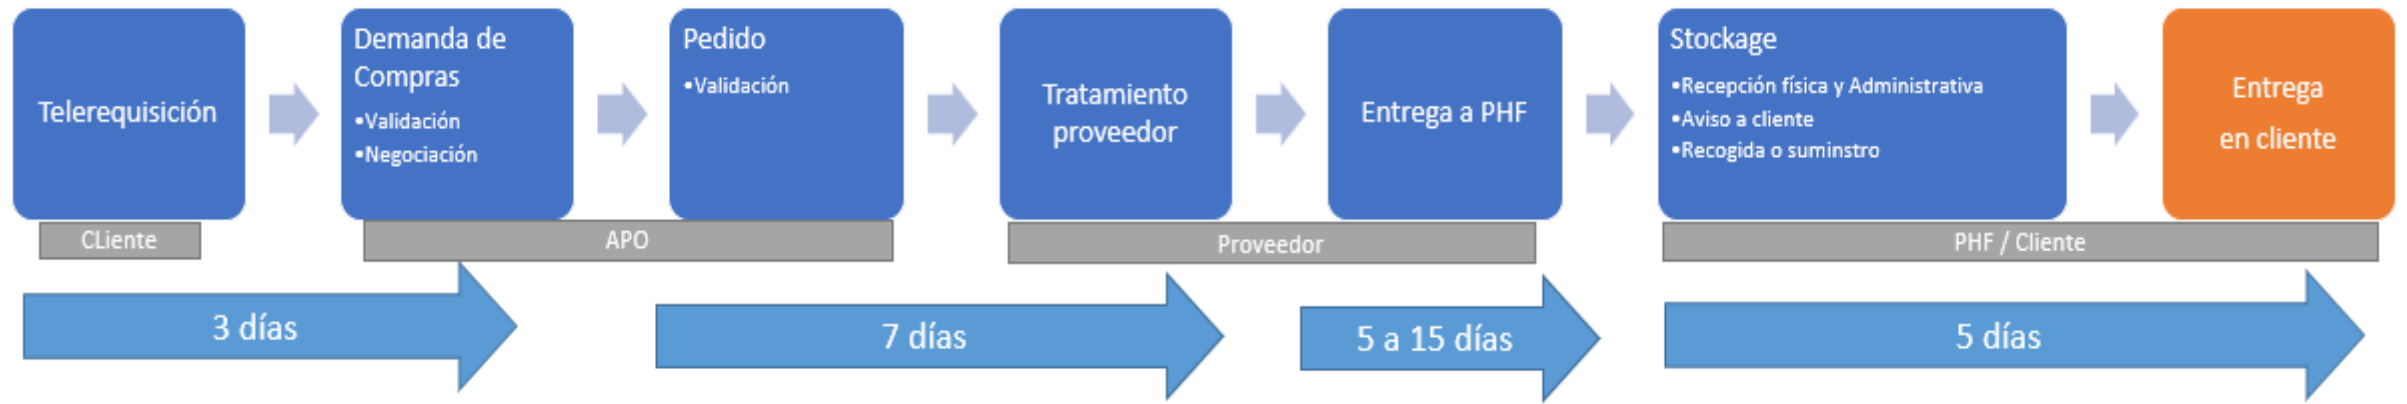 Telerequisición
Demanda de
Compras
•Validación
•Negociación
Pedido
•Validación
Tratamiento
proveedor
Entrega a PHF
Stockage
•Recepción física y Administrativa
•Aviso a cliente
•Recogida o suminstro
Entrega
en cliente
CLiente
APO
Proveedor
PHF / Cliente
3 días
7 días
5 a 15 días
5 días